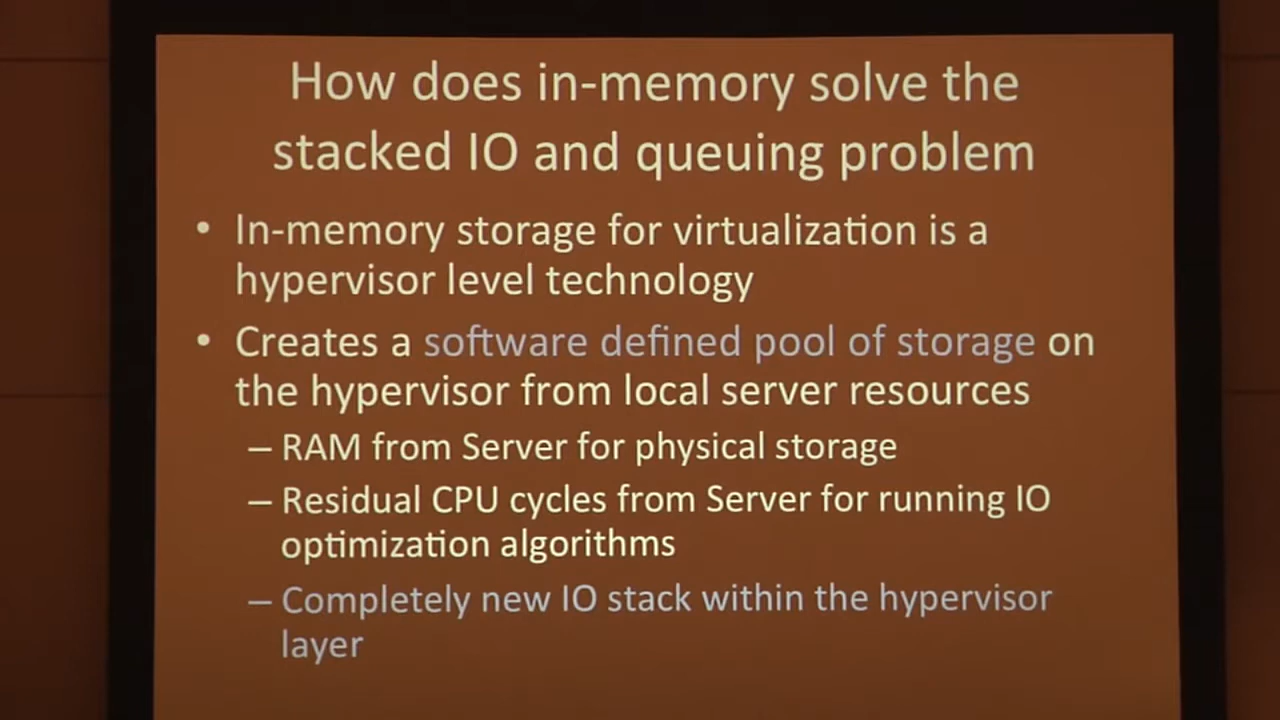 How does in-memory solve the
stacked IO and queuing problem
• In-memory storage for virtualization is a
hypervisor level technology
• Creates a software defined pool of storage on
the hypervisor from local server resources
– RAM from Server for physical storage
– Residual CPU cycles from Server for running IO
optimization algorithms
– Completely new IO stack within the hypervisor
layer